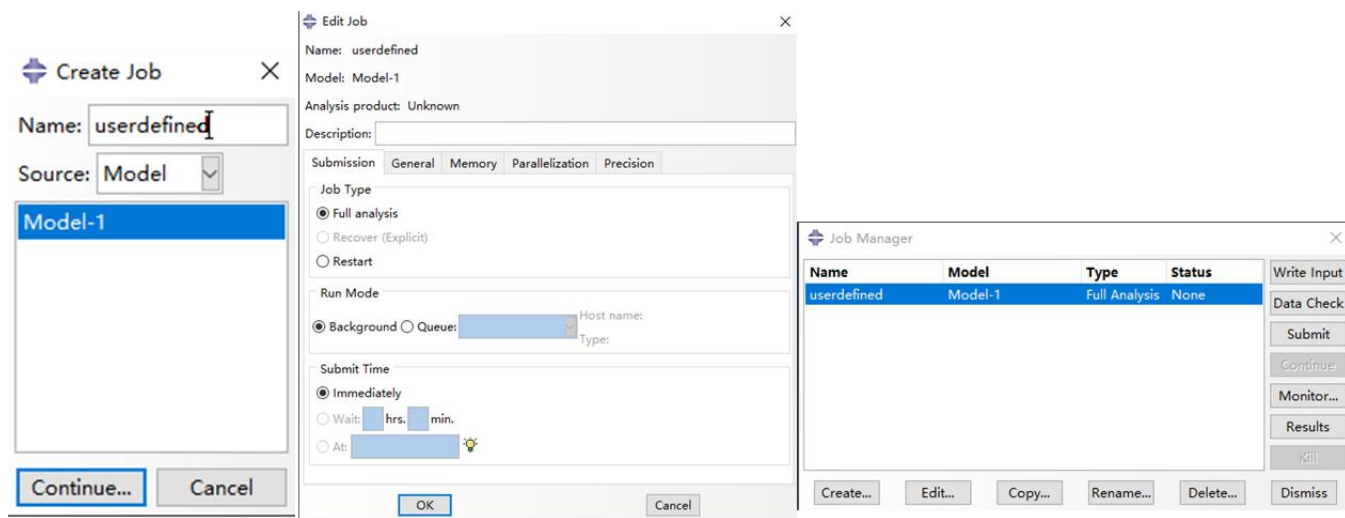 Create Job
Name: userdefined
Source: Model
Model-1
Continue... Cancel
Edit Job
Name: userdefined
Model: Model-1
Analysis product: Unknown
Description:
Submission General Memory Parallelization Precision
Job Type
Full analysis
Recover (Explicit)
Restart
Run Mode
Background Queue: Host name:
Type:
Submit Time
Immediately
Wait: hrs. min.
At:
OK Cancel
Job Manager
Name Model Type Status
userdefined Model-1 Full Analysis None
Write Input
Data Check
Submit
Continue
Monitor...
Results
Kill
Create... Edit... Copy... Rename... Delete... Dismiss